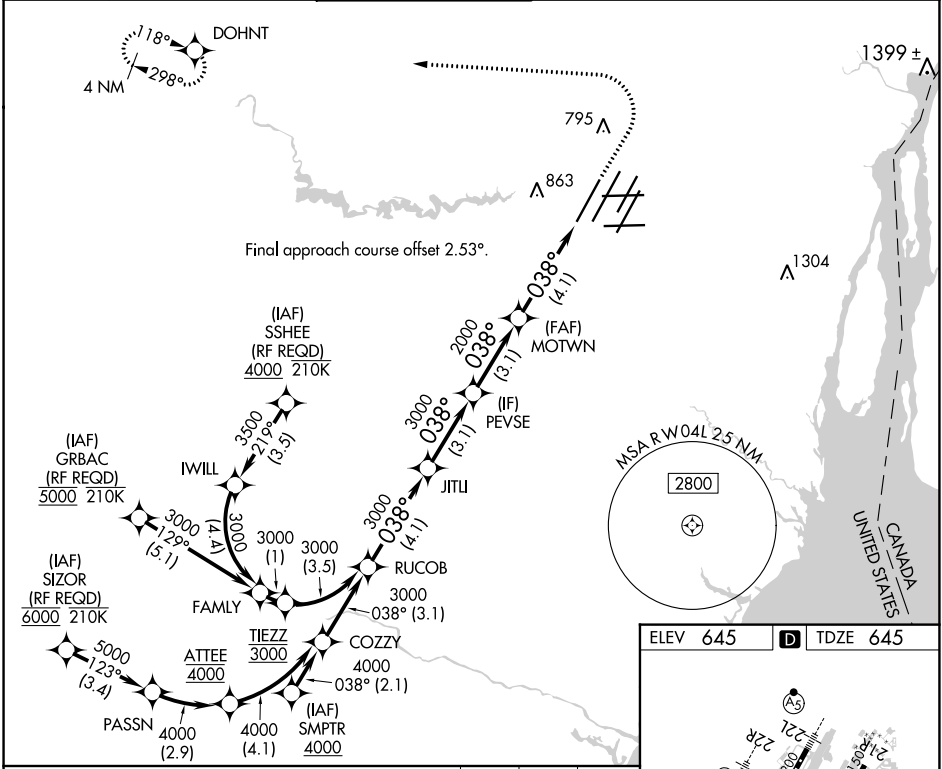 118°
DOHNT
298°
4 NM
1399 ±
795
863
1304
Final approach course offset 2.53°.
038°
(4.1)
(FAF)
MOTWN
2000
038°
(3.1)
(IF)
PEVSE
3000
038°
(3.1)
JITLI
3000
038°
(4.1)
RUCOB
(IAF)
SSHEE
(RF REQD)
4000 210K
3500
219°
(3.5)
IWILL
3000
(4.4)
(IAF)
GRBAC
(RF REQD)
5000 210K
3000
129°
(5.1)
FAMLY
3000
(1)
3000
(3.5)
TIEZZ
3000
3000
038° (3.1)
COZZY
4000
038° (2.1)
(IAF)
SMPTR
4000
(IAF)
SIZOR
(RF REQD)
6000 210K
5000
123°
(3.4)
PASSN
ATTEE
4000
4000
(2.9)
4000
(4.1)
MSA RW04L 25 NM
2800
CANADA
UNITED STATES
ELEV 645
D
TDZE 645
A5
22R
22L